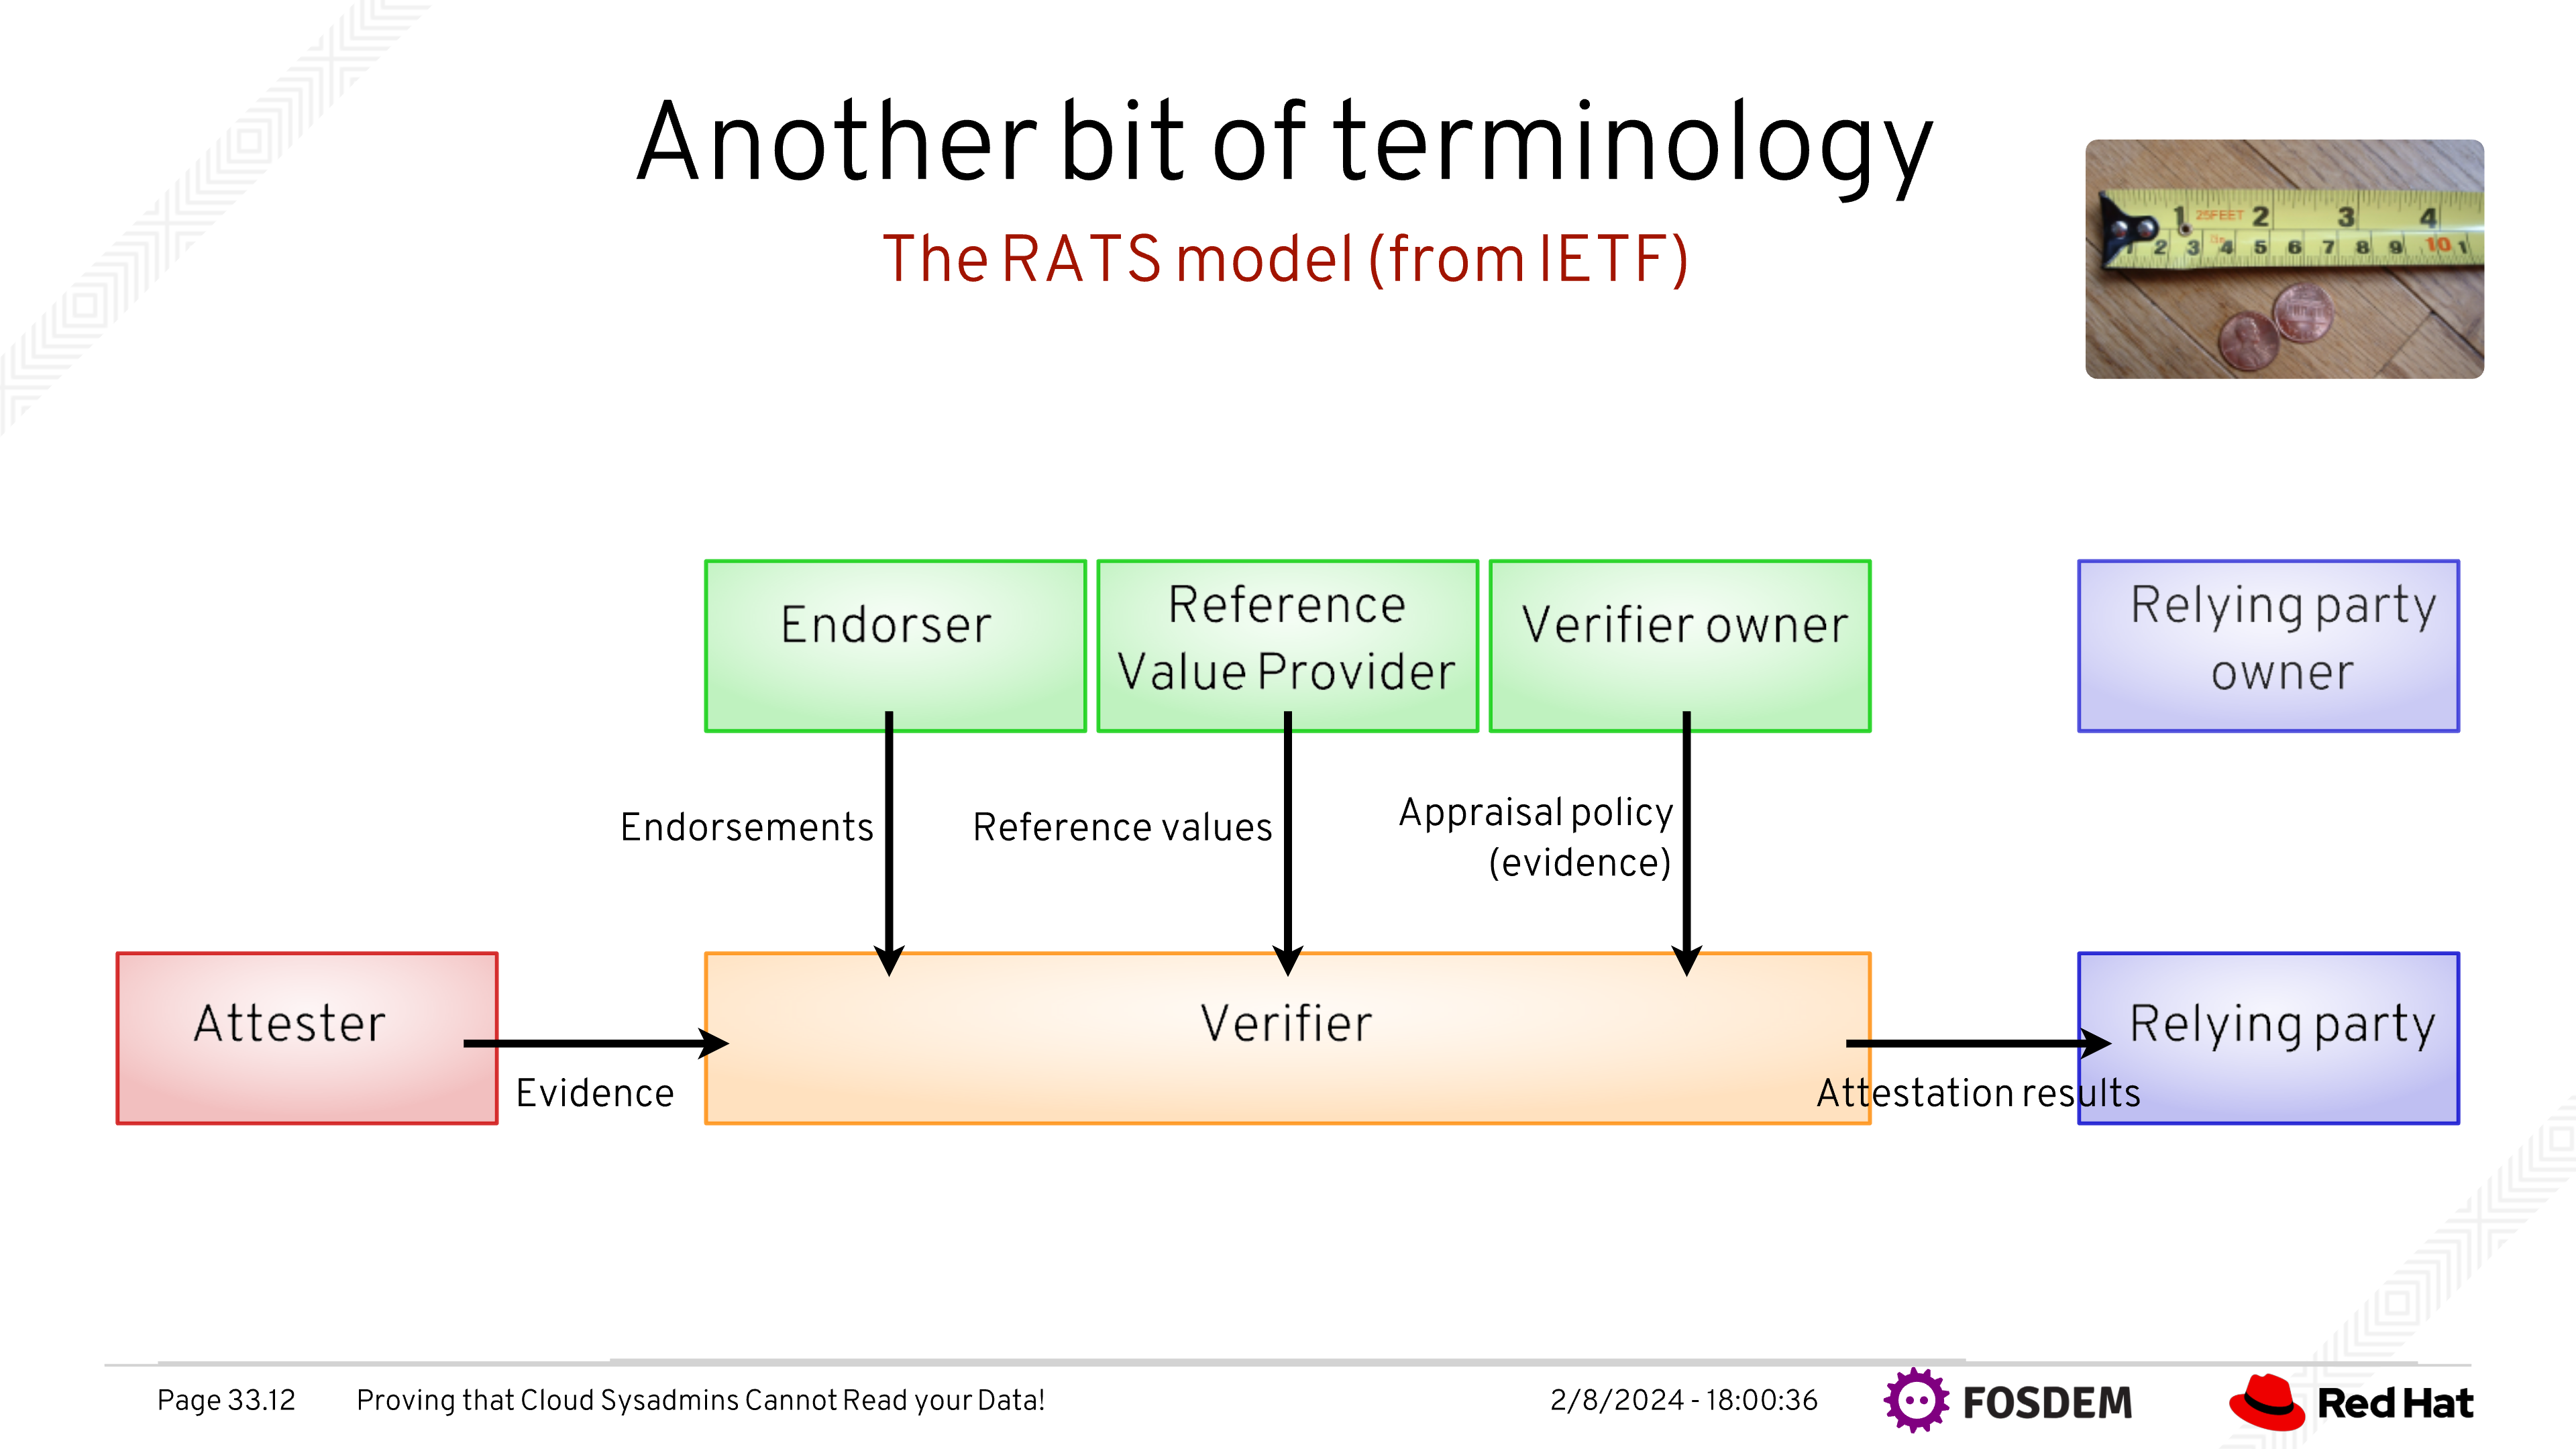 Another bit of terminology
The RATS model (from IETF)
1 25FEET 2 3 4
1 2 3 4 5 6 7 8 9 10 1
Endorser
Reference
Value Provider
Verifier owner
Relying party
owner
Endorsements
Reference values
Appraisal policy
(evidence)
Attester
Verifier
Relying party
Evidence
Attestation results
Page 33.12
Proving that Cloud Sysadmins Cannot Read your Data!
2/8/2024 - 18:00:36
FOSDEM
Red Hat